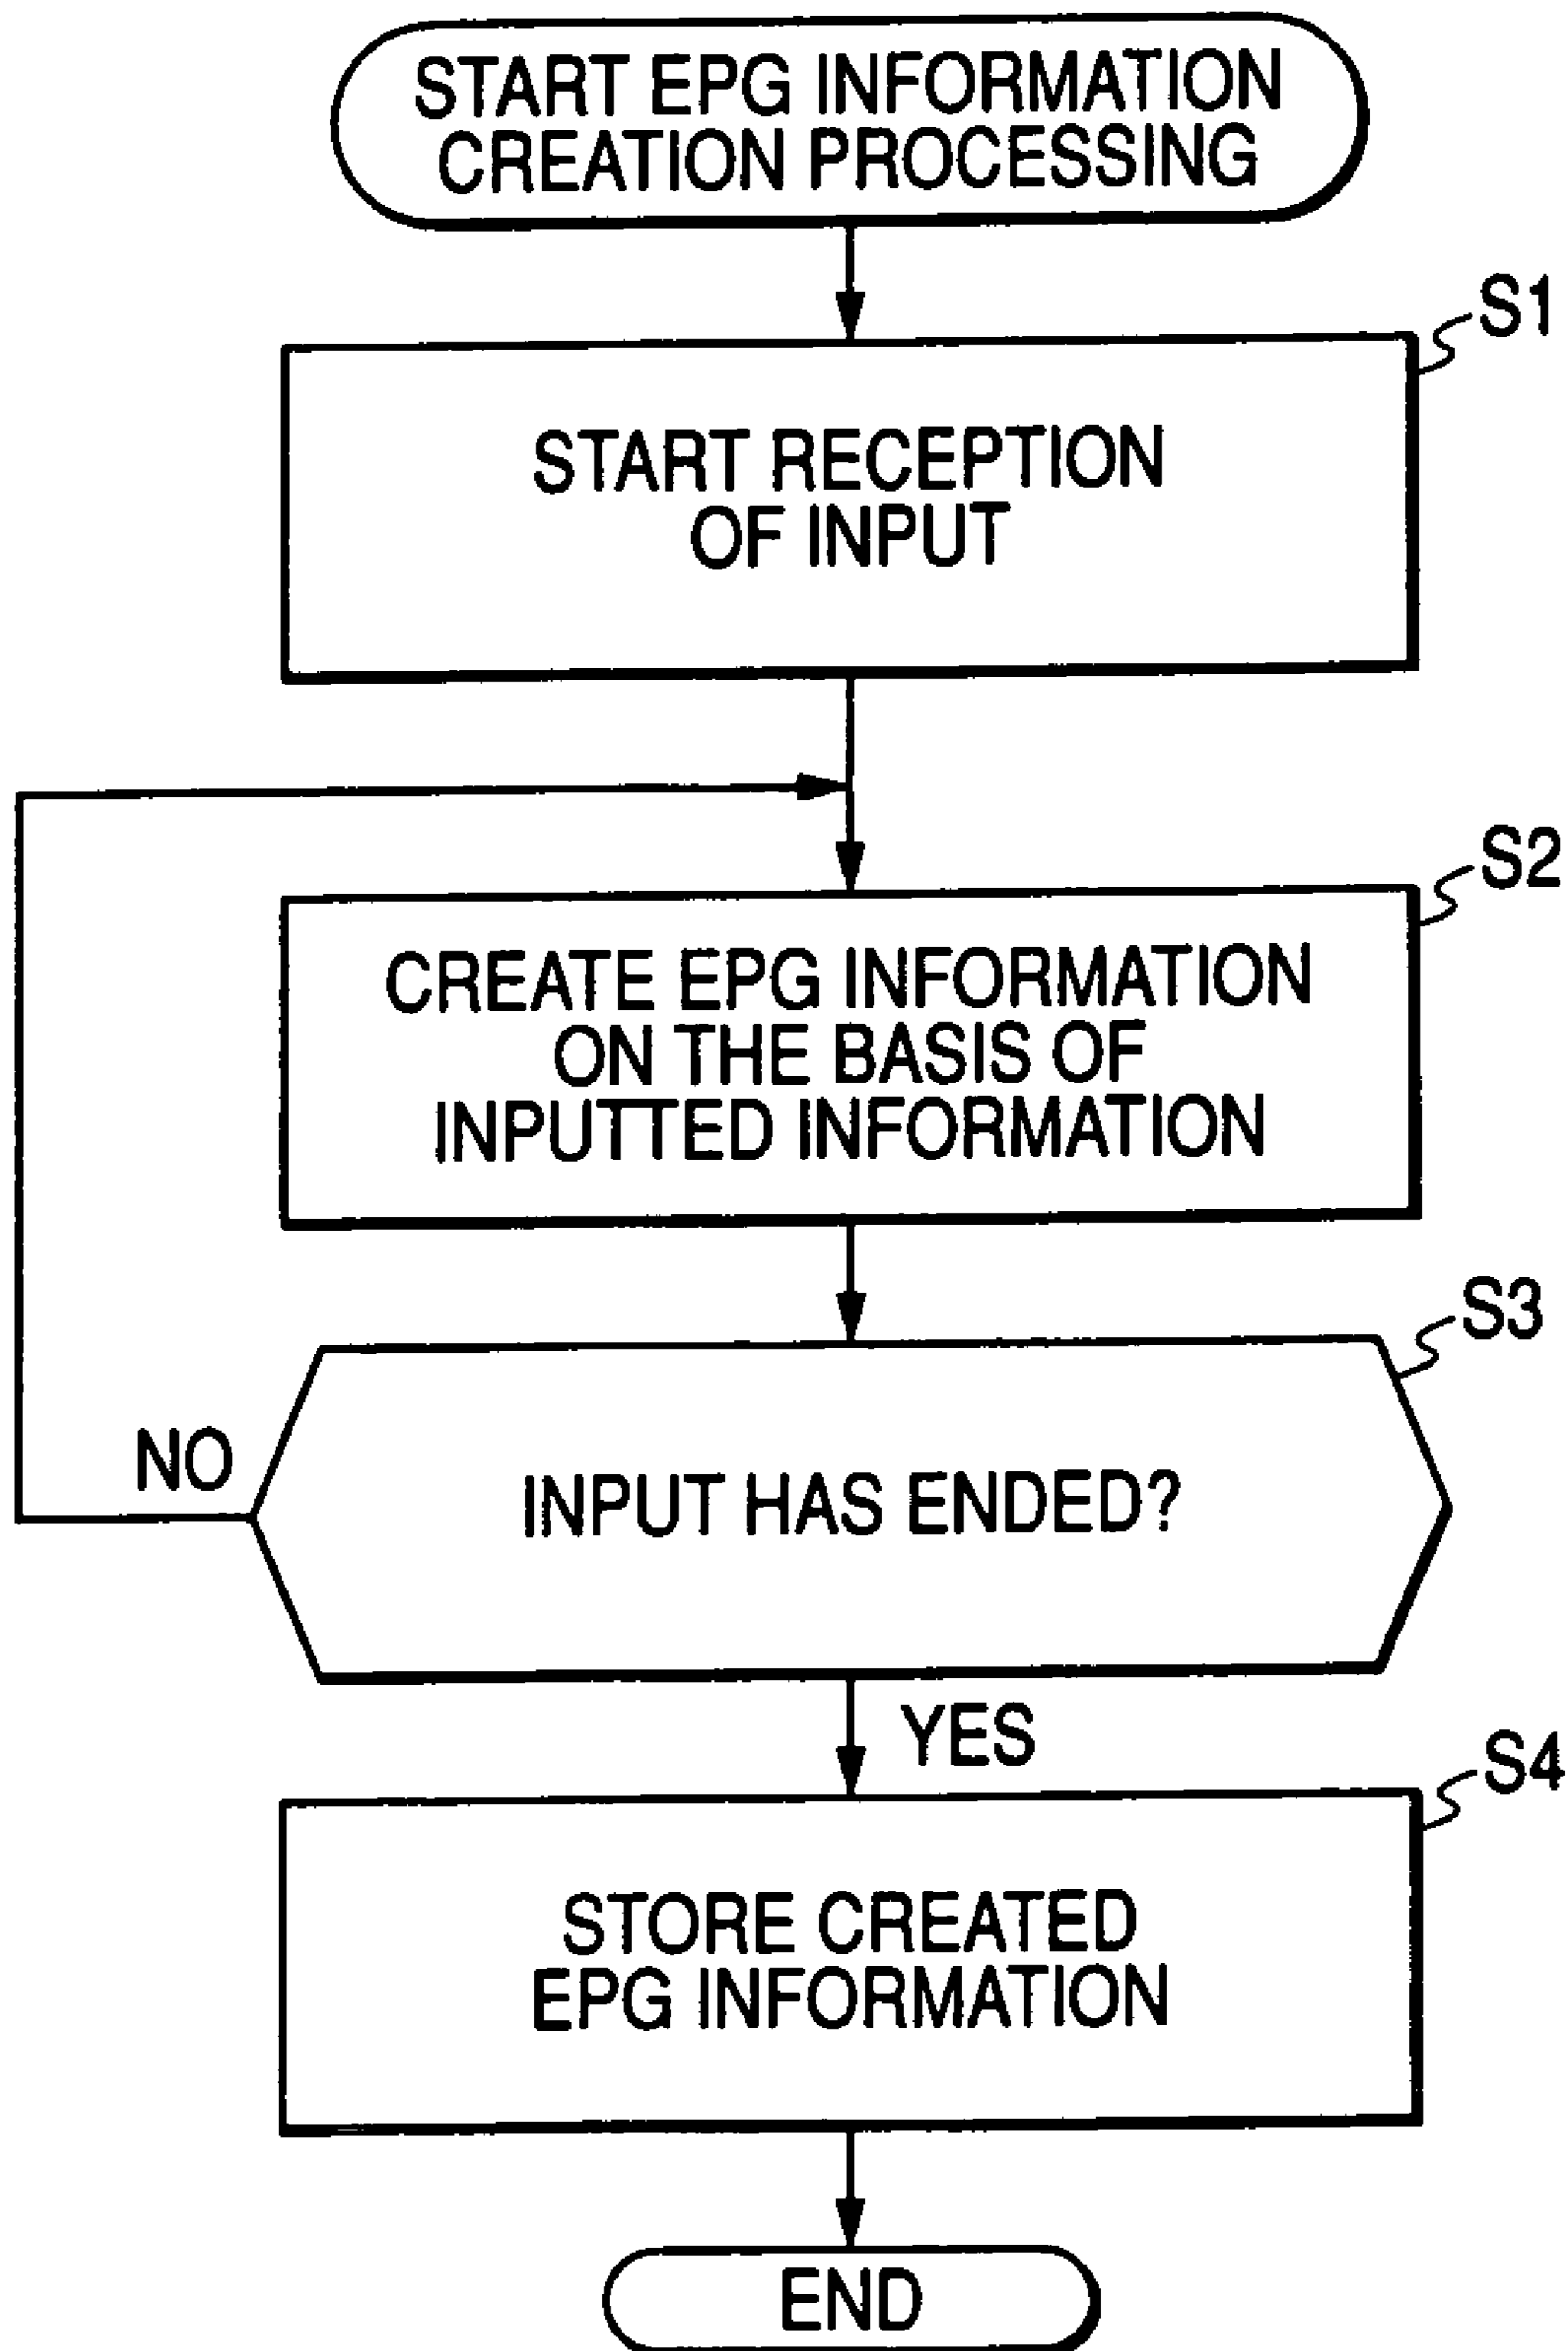 START EPG INFORMATION
CREATION PROCESSING
S1
START RECEPTION
OF INPUT
S2
CREATE EPG INFORMATION
ON THE BASIS OF
INPUTTED INFORMATION
S3
NO
INPUT HAS ENDED?
YES
S4
STORE CREATED
EPG INFORMATION
END